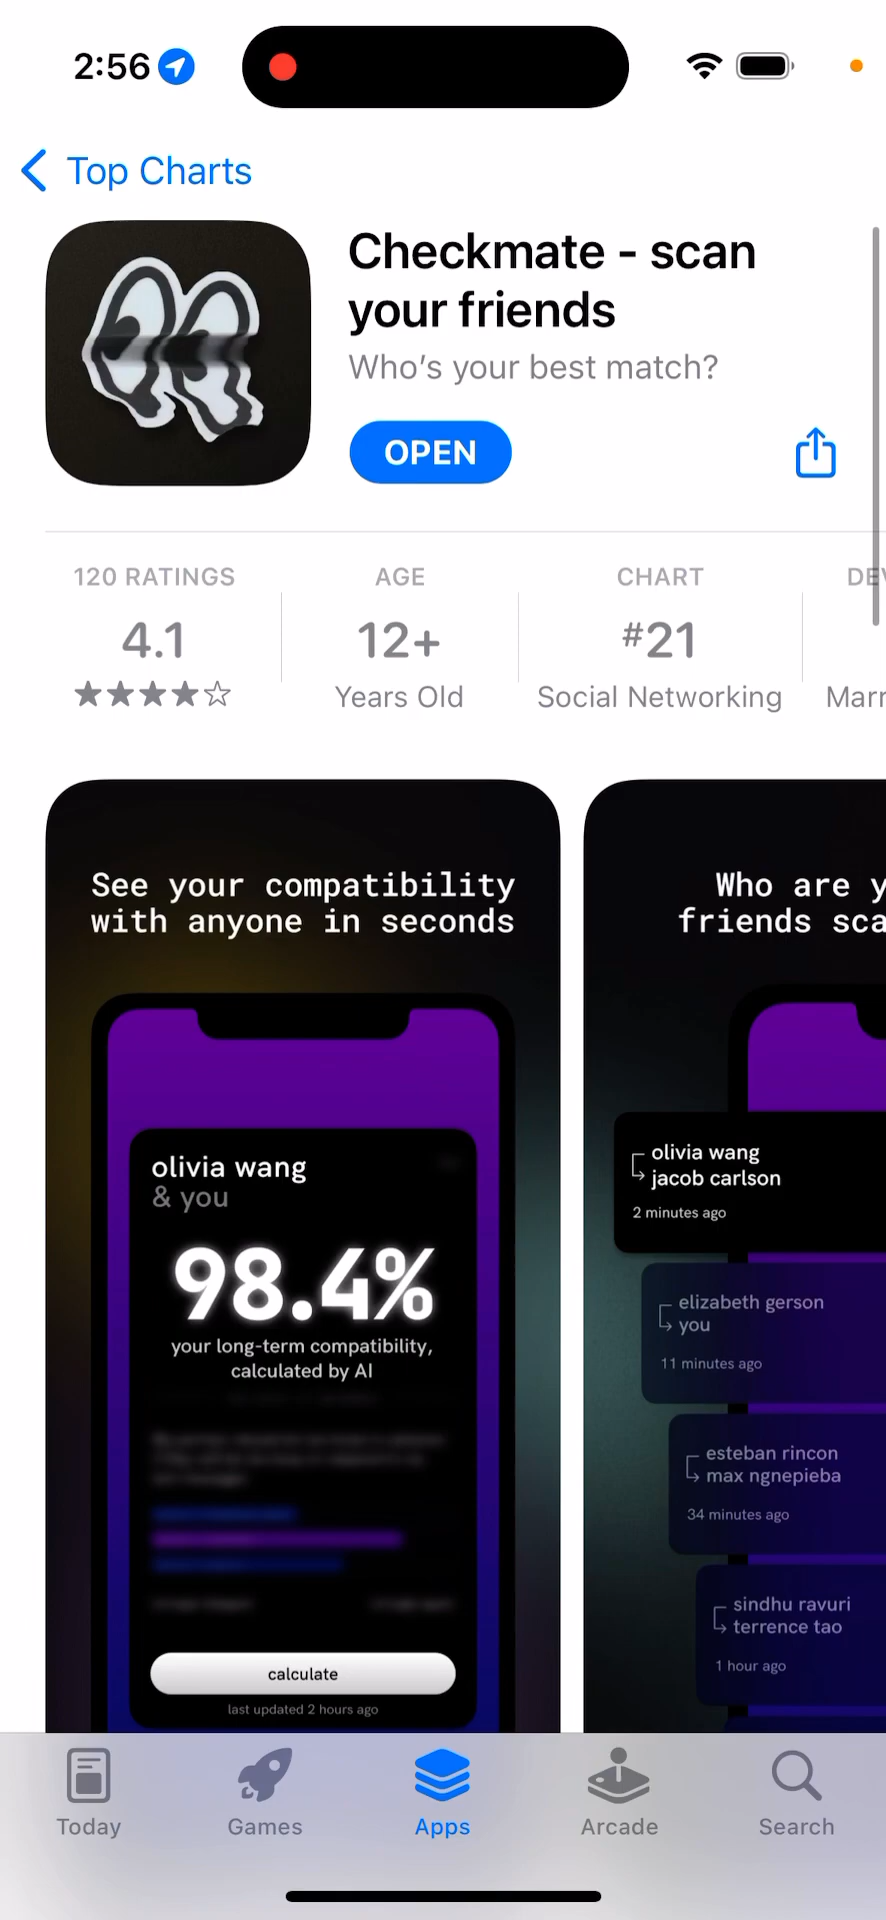 2:56
Top Charts
Checkmate - scan
your friends
Who's your best match?
OPEN
120 RATINGS
4.1
AGE
12+
Years Old
CHART
#21
Social Networking
See your compatibility
with anyone in seconds
olivia wang
& you
98.4%
your long-term compatibility,
calculated by AI
calculate
last updated 2 hours ago
Who are
friends
olivia wang
jacob carlson
2 minutes ago
elizabeth gerson
you
11 minutes ago
esteban rincon
max ngnepieba
34 minutes ago
sindhu ravuri
terrence tao
1 hour ago
Today
Games
Apps
Arcade
Search